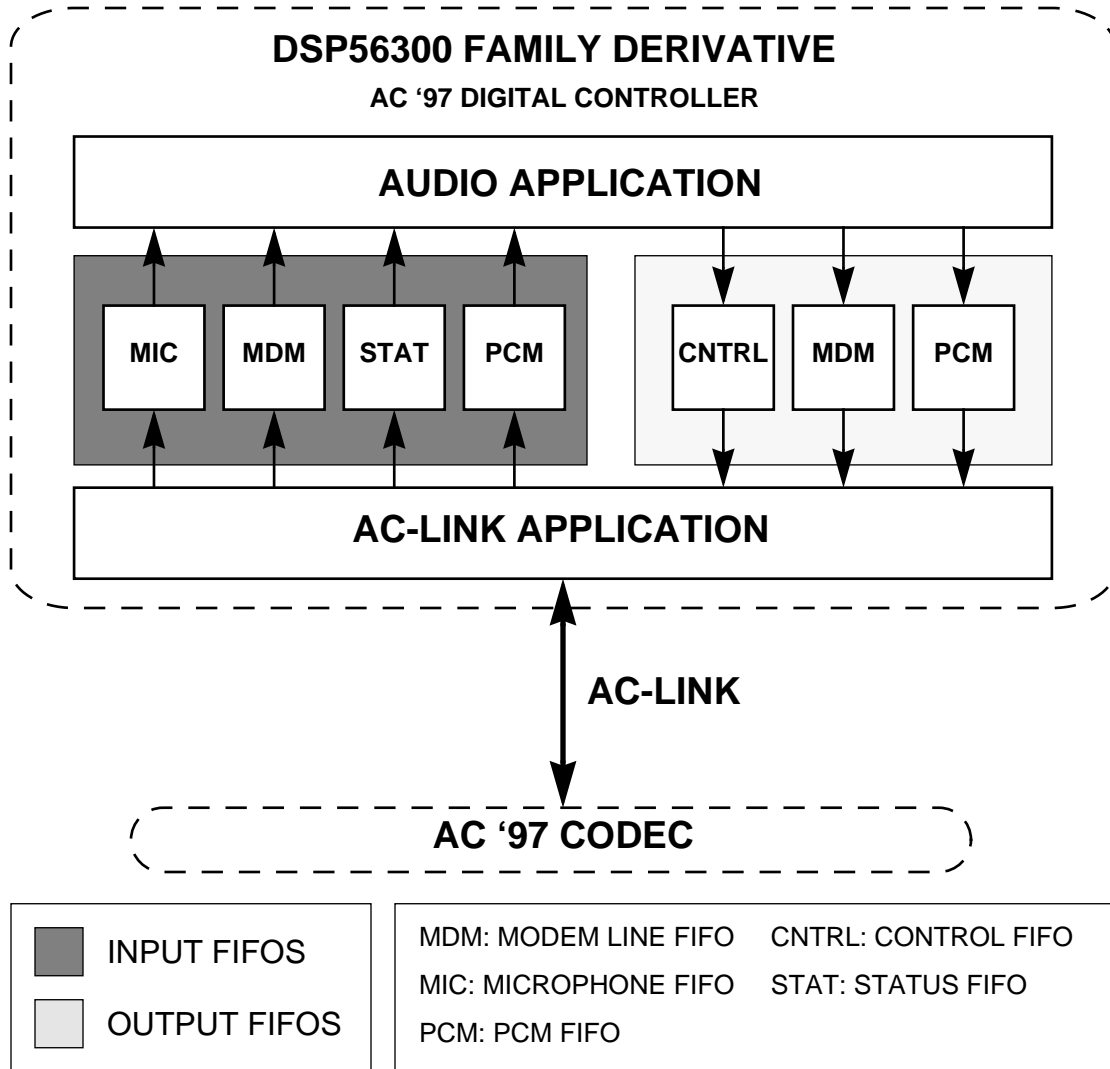 DSP56300 FAMILY DERIVATIVE
AC ‘97 DIGITAL CONTROLLER
AUDIO APPLICATION
MIC MDM STAT PCM CNTRL MDM PCM
AC-LINK APPLICATION
AC-LINK
AC ‘97 CODEC
INPUT FIFOS
OUTPUT FIFOS
MDM: MODEM LINE FIFO CNTRL: CONTROL FIFO
MIC: MICROPHONE FIFO STAT: STATUS FIFO
PCM: PCM FIFO